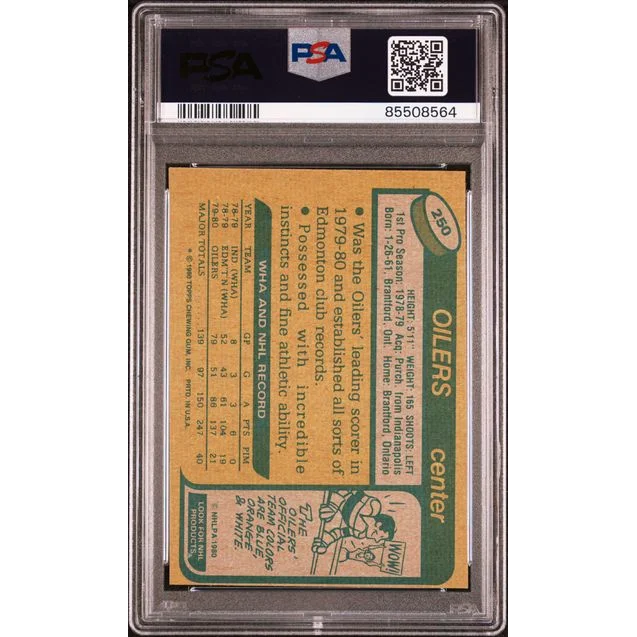 PSA
PSA
85508564
250
OILERS center
HEIGHT: 5'11" WEIGHT: 165 SHOOTS: LEFT
1st Pro Season: 1978-79 Acq: Purch. from Indianapolis
Born: 1-26-61, Brantford, Ont. Home: Brantford, Ontario
• Was the Oilers' leading scorer in
1979-80 and established all sorts of
Edmonton club records.
• Possessed with incredible
instincts and fine athletic ability.
WHA AND NHL RECORD
YEAR TEAM GP G A PTS PIM
78-79 IND (WHA) 8 3 3 6 0
78-79 EDM'T'N (WHA) 52 43 61 104 19
79-80 OILERS 79 51 86 137 21
MAJOR TOTALS 139 97 150 247 40
* © 1980 TOPPS CHEWING GUM, INC. PRTD. IN U.S.A.
WOW!
THE
OILERS'
OFFICIAL
TEAM COLORS
ARE BLUE,
ORANGE
& WHITE.
© NHLPA 1980
LOOK FOR NHL
PRODUCTS.